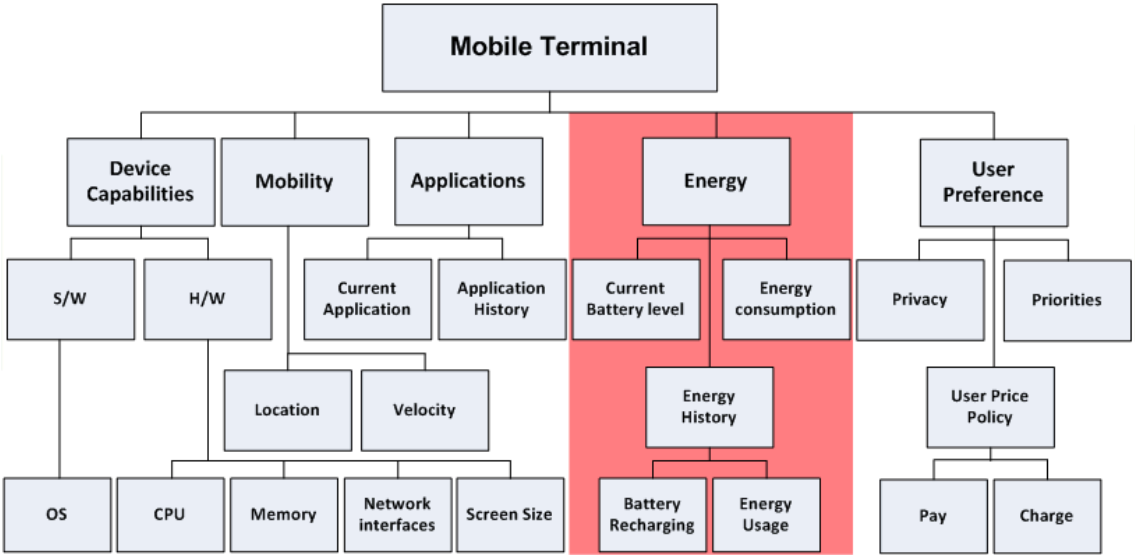 Mobile Terminal
Device
Capabilities
Mobility
Applications
Energy
User
Preference
S/W
H/W
Current
Application
Application
History
Current
Battery level
Energy
consumption
Privacy
Priorities
Location
Velocity
Energy
History
User Price
Policy
OS
CPU
Memory
Network
interfaces
Screen Size
Battery
Recharging
Energy
Usage
Pay
Charge